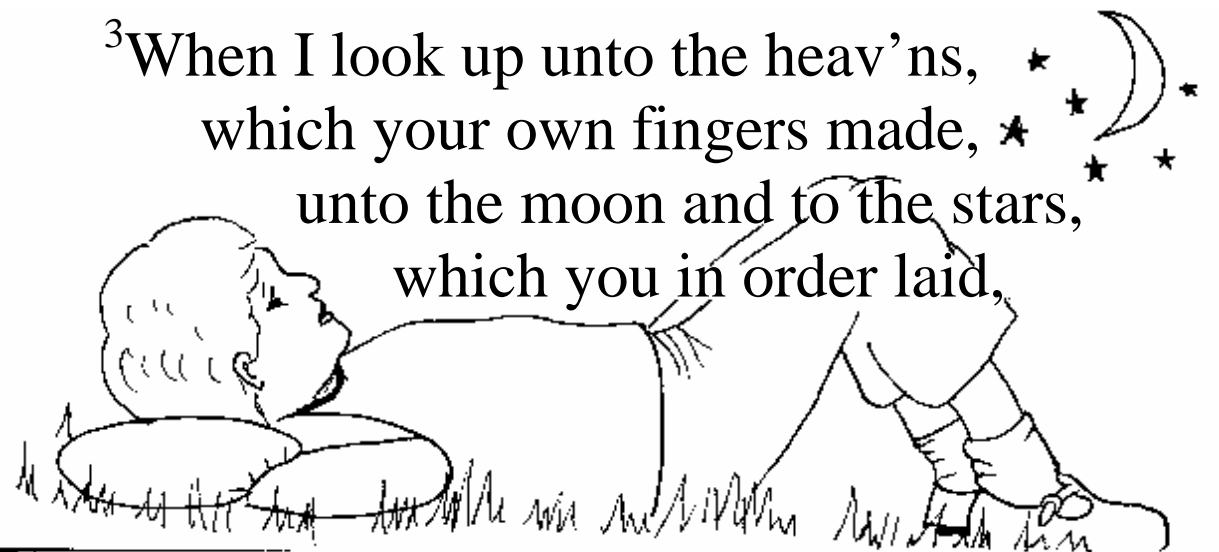 ³When I look up unto the heav’ns,
which your own fingers made,
unto the moon and to the stars,
which you in order laid,